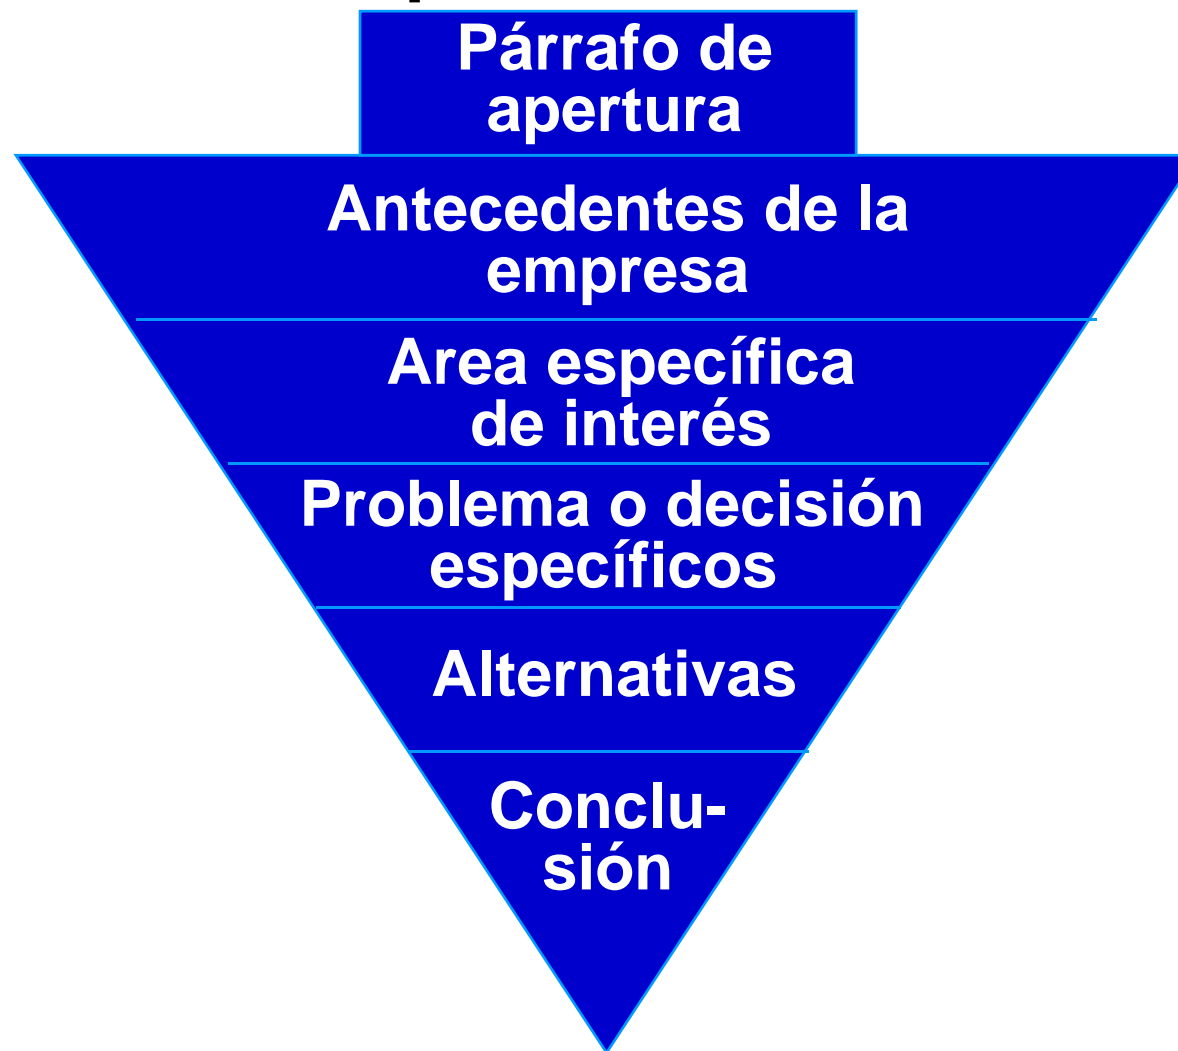 Párrafo de
apertura
Antecedentes de la
empresa
Area específica
de interés
Problema o decisión
específicos
Alternativas
Conclu-
sión